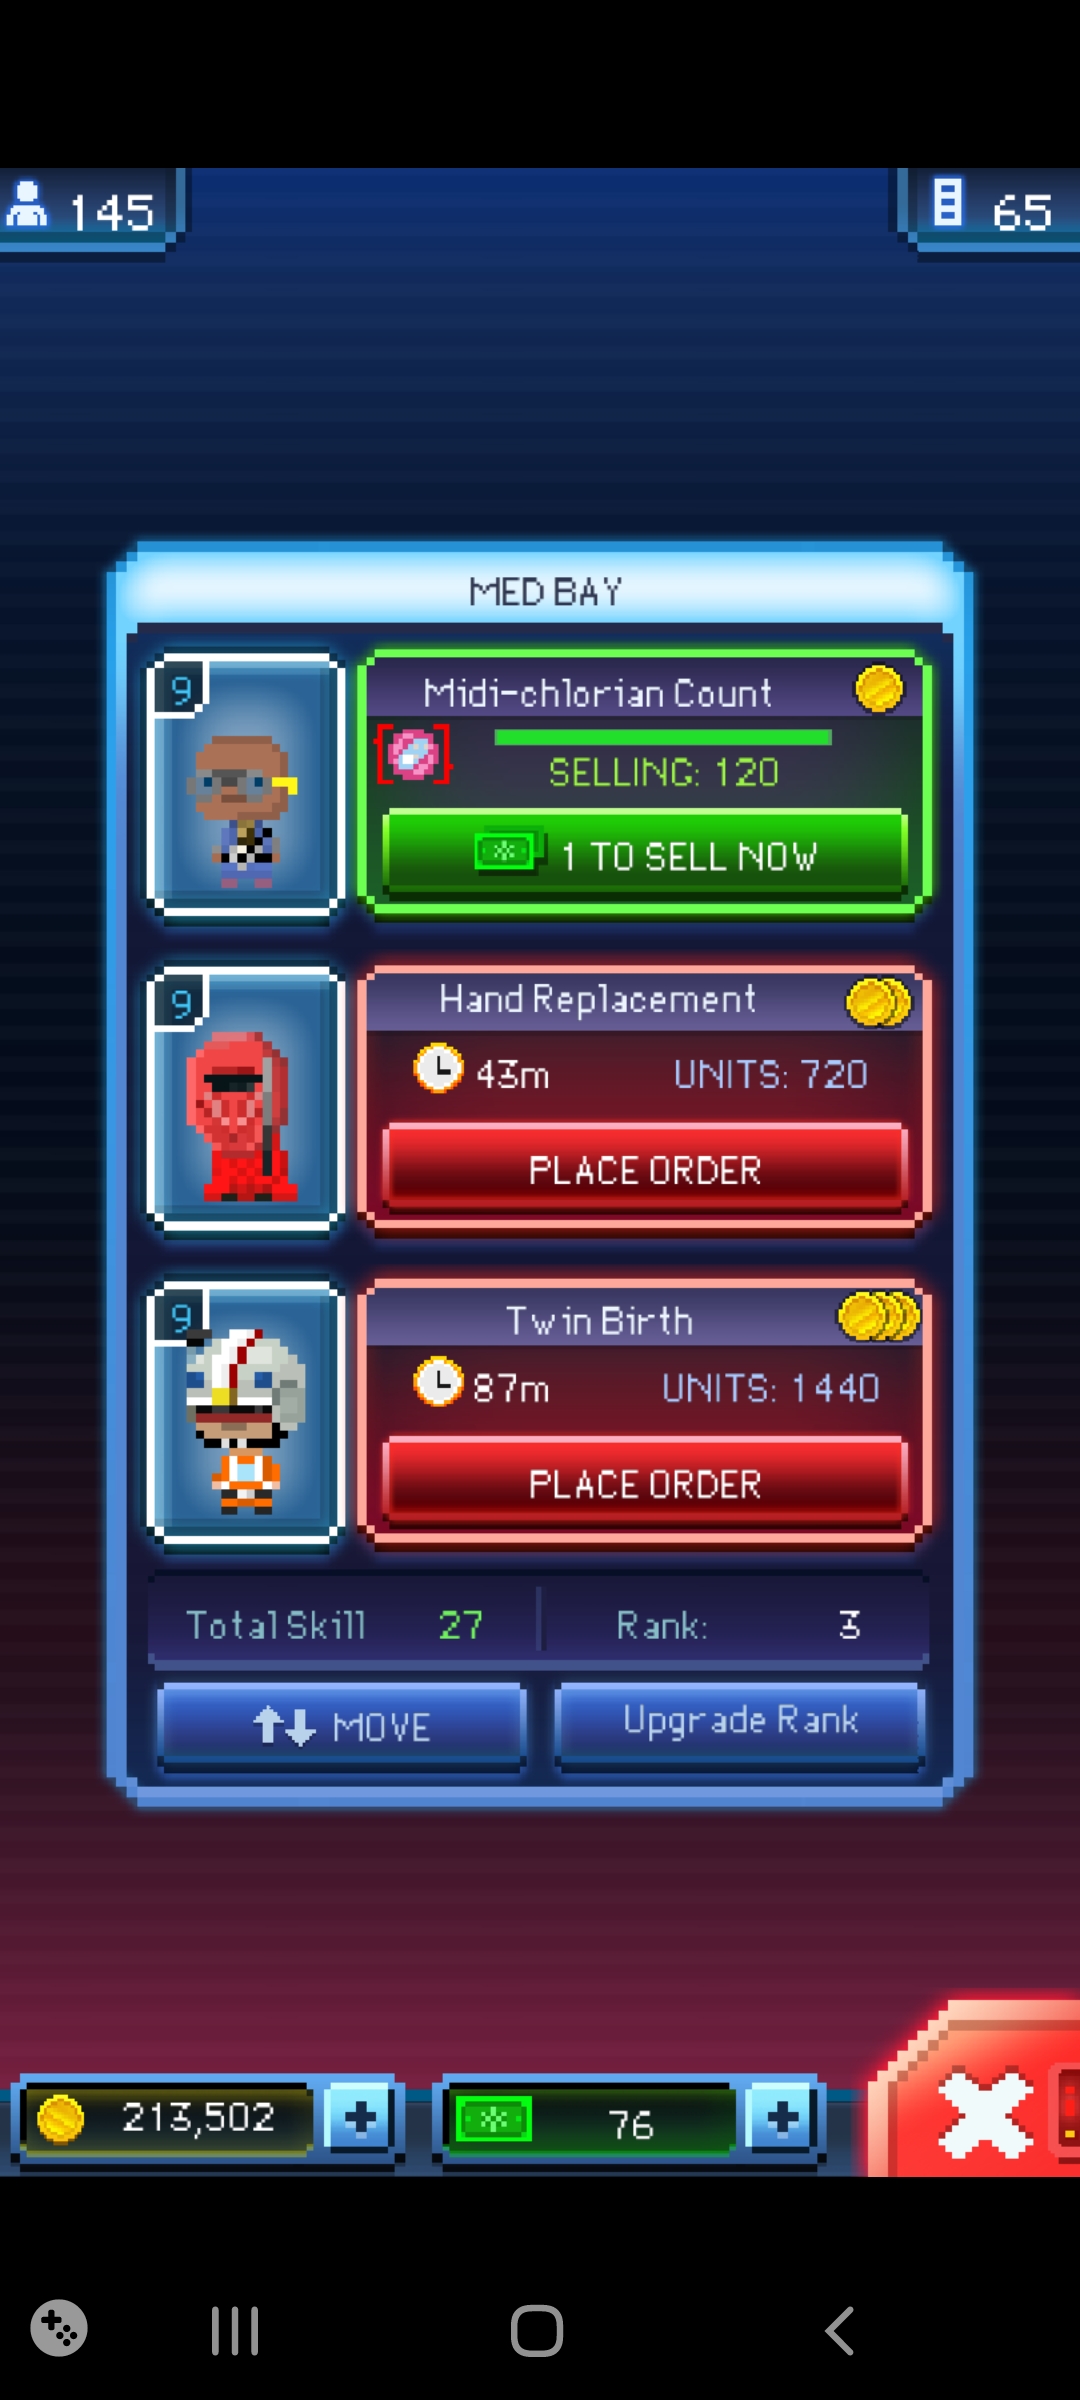 145
65
MED BAY
9
Midi-chlorian Count
SELLING: 120
1 TO SELL NOW
9
Hand Replacement
43m UNITS: 720
PLACE ORDER
9
Twin Birth
87m UNITS: 1440
PLACE ORDER
Total Skill 27 Rank: 3
MOVE Upgrade Rank
213,502 76